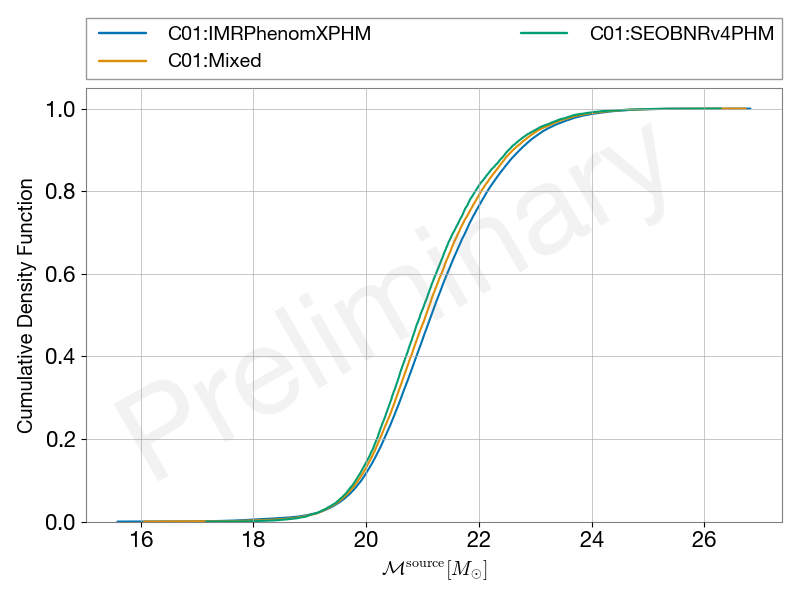 C01:IMRPhenomXPHM
C01:Mixed
C01:SEOBNRv4PHM
Preliminary
Cumulative Density Function
1.0
0.8
0.6
0.4
0.2
0.0
16 18 20 22 24 26
ℳ^source [M_⊙]